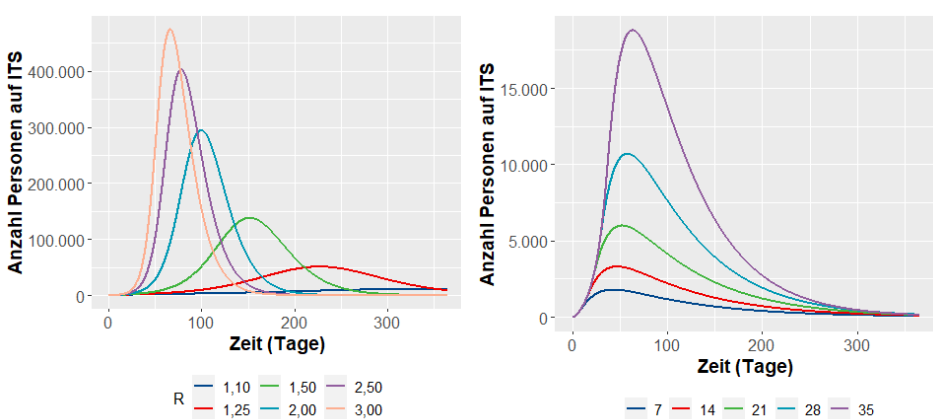 Anzahl Personen auf ITS
400.000
300.000
200.000
100.000
0
0 100 200 300
Zeit (Tage)
R
1,10 1,50 2,50
1,25 2,00 3,00
Anzahl Personen auf ITS
15.000
10.000
5.000
0
0 100 200 300
Zeit (Tage)
7 14 21 28 35